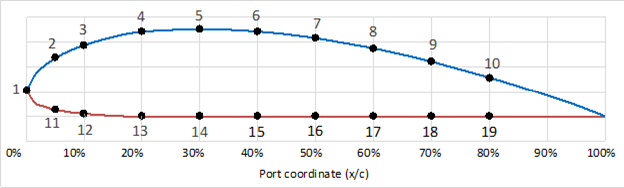 1 2 3 4 5 6 7 8 9 10
11 12 13 14 15 16 17 18 19
0% 10% 20% 30% 40% 50% 60% 70% 80% 90% 100%
Port coordinate (x/c)